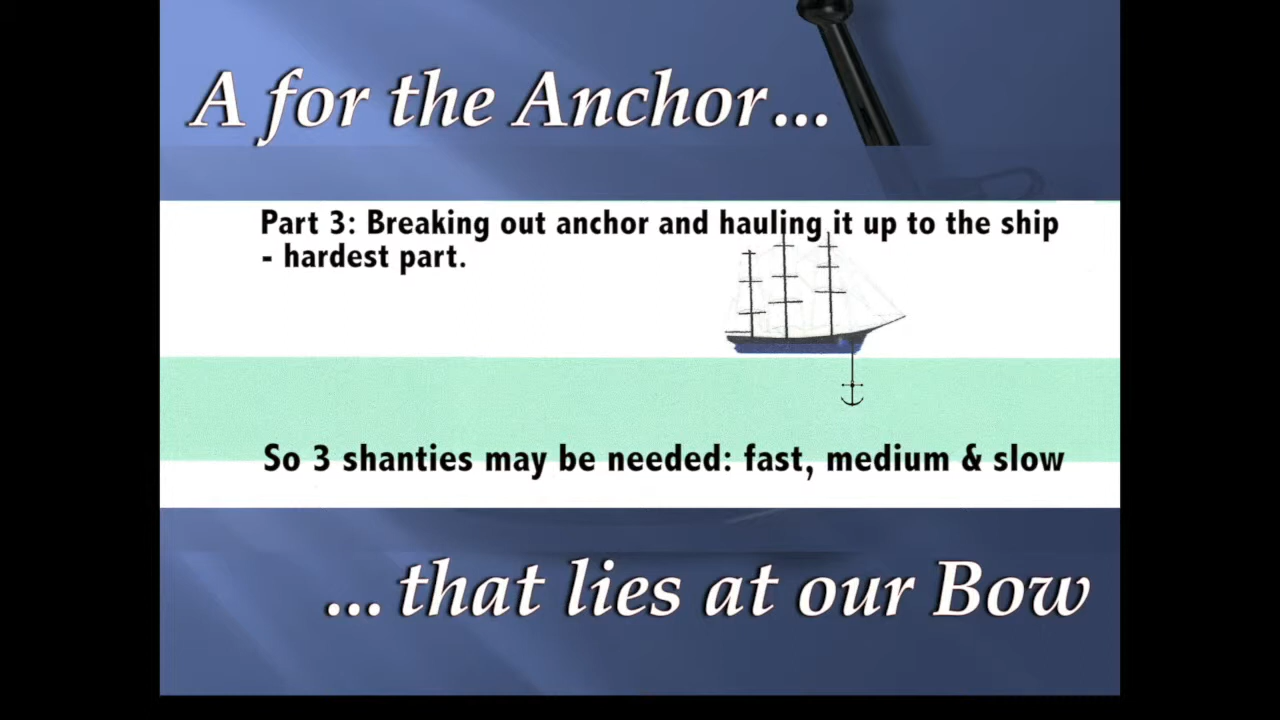 A for the Anchor...
Part 3: Breaking out anchor and hauling it up to the ship
- hardest part.
So 3 shanties may be needed: fast, medium & slow
...that lies at our Bow